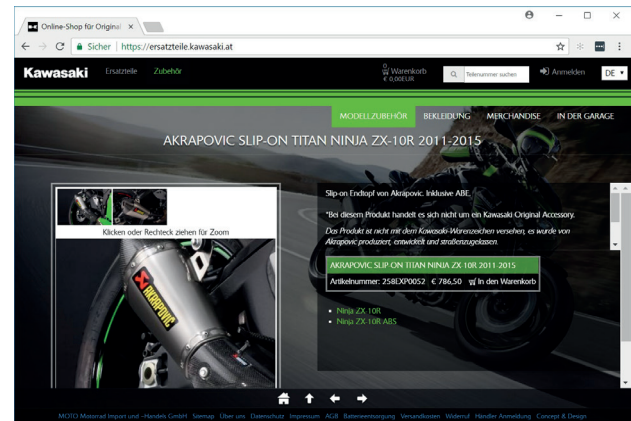 Online-Shop für Original
Sicher | https://ersatzteile.kawasaki.at
Kawasaki
Ersatzteile
Zubehör
0
Warenkorb
€ 0,00EUR
Teilenummer suchen
Anmelden
DE
MODELLZUBEHÖR
BEKLEIDUNG
MERCHANDISE
IN DER GARAGE
AKRAPOVIC SLIP-ON TITAN NINJA ZX-10R 2011-2015
Klicken oder Rechteck ziehen für Zoom
AKRAPOVIČ
Slip-on Endtopf von Akrapovic. Inklusive ABE.
*Bei diesem Produkt handelt es sich nicht um ein Kawasaki Original Accessory.
Das Produkt ist nicht mit dem Kawasaki-Warenzeichen versehen, es wurde von
Akrapovic produziert, entwickelt und straßenzugelassen.
AKRAPOVIC SLIP-ON TITAN NINJA ZX-10R 2011-2015
Artikelnummer: 258EXP0052 € 786,50 In den Warenkorb
Ninja ZX-10R
Ninja ZX-10R ABS
MOTO Motorrad Import und -Handels GmbH Sitemap Über uns Datenschutz Impressum AGB Batterieentsorgung Versandkosten Widerruf Händler Anmeldung Concept & Design